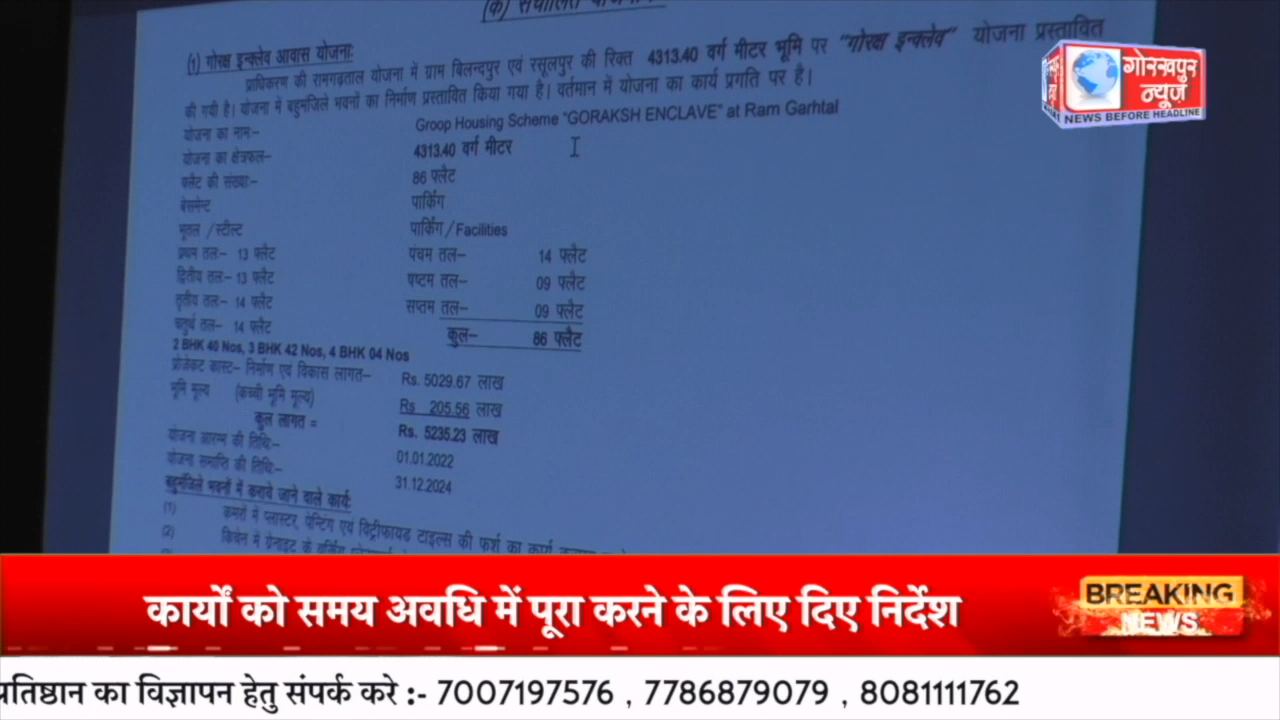 (क) संचालित
(1) गोरक्ष इन्क्लेव आवास योजनाः
प्राधिकरण की रामगढ़ताल योजना में ग्राम बिलन्दपुर एवं रसूलपुर की रिक्त 4313.40 वर्ग मीटर भूमि पर "गोरक्ष इन्क्लेव" योजना प्रस्तावित
की गयी है। योजना में बहुमंजिले भवनों का निर्माण प्रस्तावित किया गया है। वर्तमान में योजना का कार्य प्रगति पर है।
योजना का नाम:- Groop Housing Scheme "GORAKSH ENCLAVE" at Ram Garhtal
योजना का क्षेत्रफल- 4313.40 वर्ग मीटर
फ्लैट की संख्या:- 86 फ्लैट
बेसमेन्ट पार्किंग
भूतल /स्टील्ट पार्किंग/Facilities
प्रथम तल:- 13 फ्लैट पंचम तल- 14 फ्लैट
द्वितीय तल:- 13 फ्लैट षष्टम तल- 09 फ्लैट
तृतीय तल:- 14 फ्लैट सप्तम तल- 09 फ्लैट
चतुर्थ तल- 14 फ्लैट कुल- 86 फ्लैट
2 BHK 40 Nos, 3 BHK 42 Nos, 4 BHK 04 Nos
प्रोजेक्ट कास्ट- निर्माण एवं विकास लागत- Rs. 5029.67 लाख
भूमि मूल्य (कच्ची भूमि मूल्य) Rs 205.56 लाख
कुल लागत = Rs. 5235.23 लाख
योजना आरम्भ की तिथि:- 01.01.2022
योजना समाप्ति की तिथि:- 31.12.2024
बहुमंजिले भवनों में कराये जाने वाले कार्य:
(1) कमरों में प्लास्टर, पेन्टिंग एवं विट्रीफायड टाइल्स की फर्श का कार्य
(2) किचेन में ग्रेनाइट के वर्किंग
गोरखपुर
न्यूज़
NEWS BEFORE HEADLINE
कार्यों को समय अवधि में पूरा करने के लिए दिए निर्देश
BREAKING
NEWS
प्रतिष्ठान का विज्ञापन हेतु संपर्क करे :- 7007197576 , 7786879079 , 8081111762